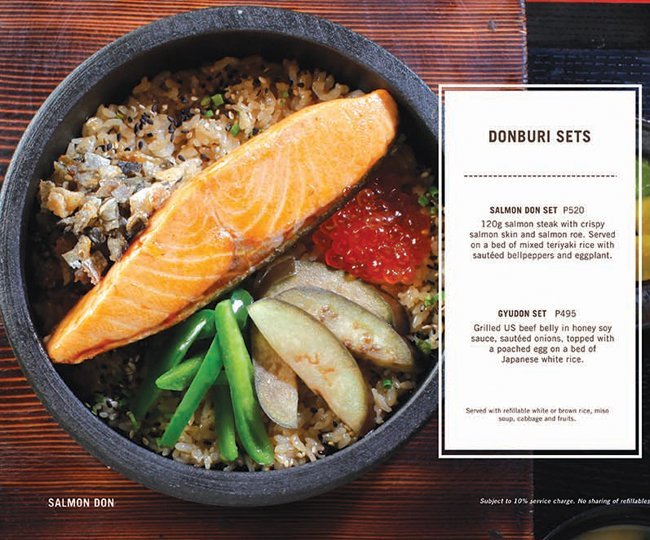 DONBURI SETS
SALMON DON SET P520
120g salmon steak with crispy
salmon skin and salmon roe. Served
on a bed of mixed teriyaki rice with
sautéed bellpeppers and eggplant.
GYUDON SET P495
Grilled US beef belly in honey soy
sauce, sautéed onions, topped with
a poached egg on a bed of
Japanese white rice.
Served with refillable white or brown rice, miso
soup, cabbage and fruits.
SALMON DON
Subject to 10% service charge. No sharing of refillables